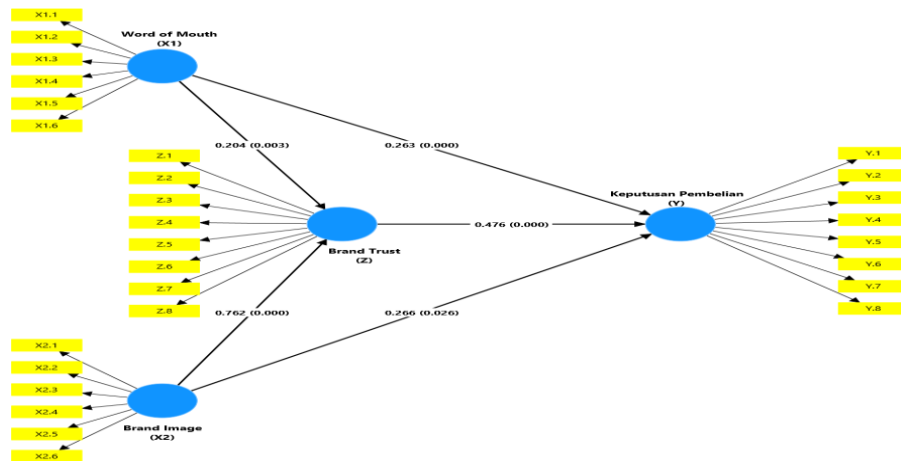 X1.1
X1.2
X1.3
X1.4
X1.5
X1.6
Word of Mouth
(X1)
0.204 (0.003)
0.263 (0.000)
Z.1
Z.2
Z.3
Z.4
Z.5
Z.6
Z.7
Z.8
Brand Trust
(Z)
0.476 (0.000)
Keputusan Pembelian
(Y)
Y.1
Y.2
Y.3
Y.4
Y.5
Y.6
Y.7
Y.8
0.762 (0.000)
0.266 (0.026)
X2.1
X2.2
X2.3
X2.4
X2.5
X2.6
Brand Image
(X2)